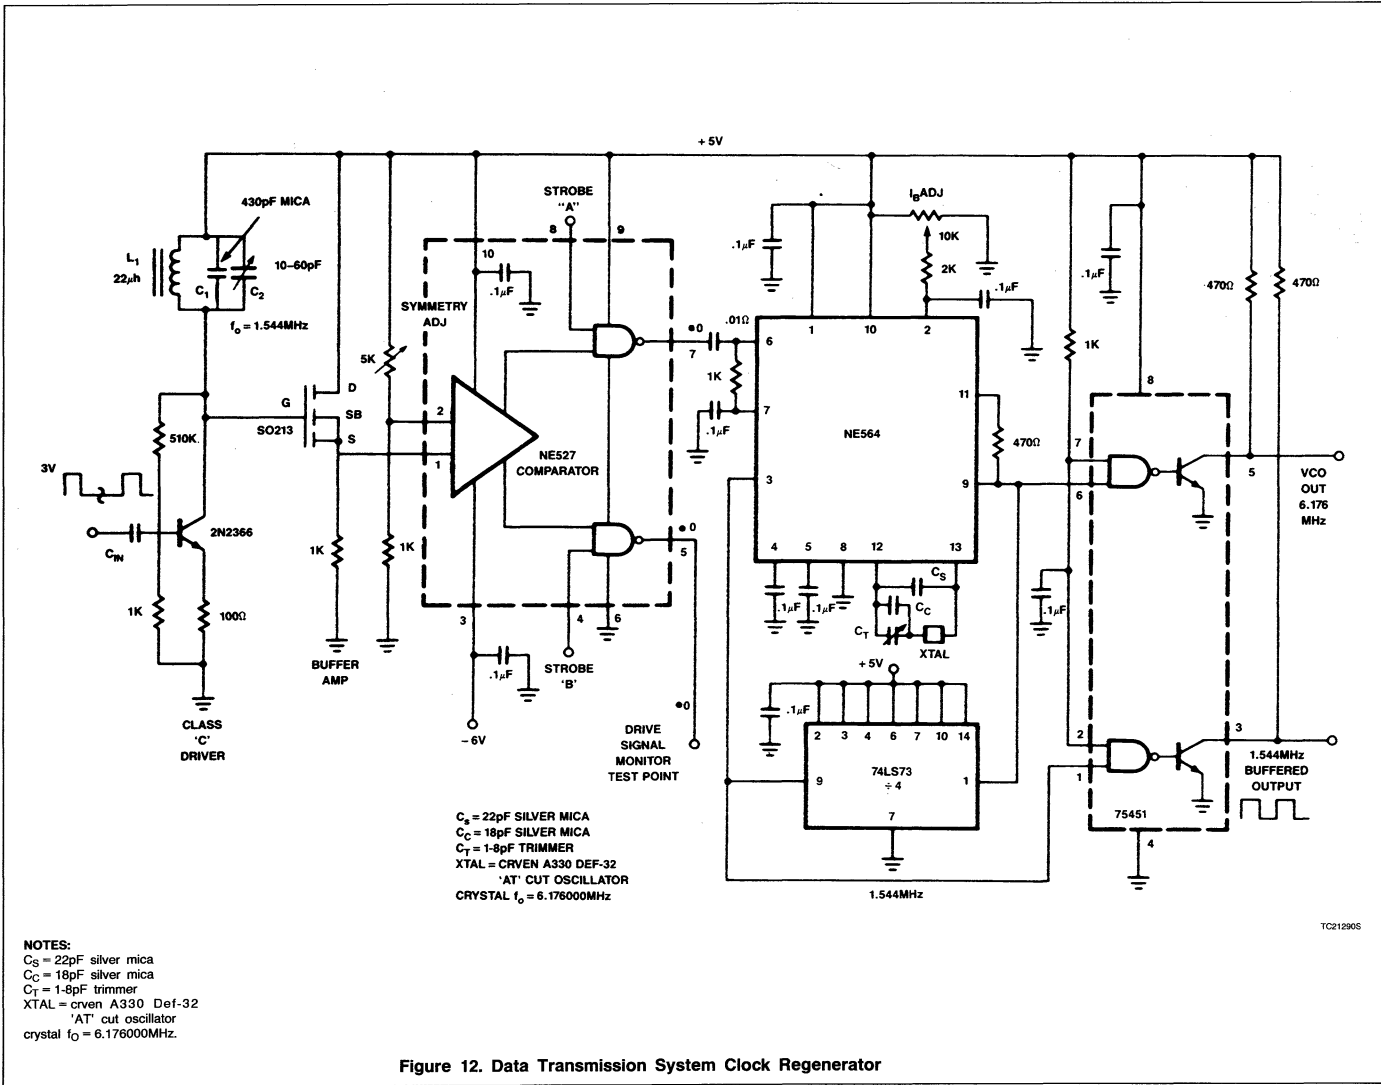 + 5V
430pF MICA
L1
22μh
C1
C2
10-60pF
fo = 1.544MHz
SYMMETRY
ADJ
5K
STROBE
"A"
8
9
10
.1μF
IBADJ
10K
2K
.1μF
.1μF
.1μF
470Ω
470Ω
1K
8
510K
G
D
SB
S
SO213
2
1
NE527
COMPARATOR
●0
7
.01Ω
1K
.1μF
6
7
3
1
10
2
NE564
11
9
470Ω
4
5
8
12
13
7
6
5
VCO
OUT
6.176
MHz
3V
CIN
2N2366
1K
100Ω
1K
1K
BUFFER
AMP
CLASS
'C'
DRIVER
3
4
6
●0
5
.1μF
STROBE
'B'
– 6V
●0
DRIVE
SIGNAL
MONITOR
TEST POINT
.1μF
.1μF
CS
CC
CT
XTAL
.1μF
+ 5V
.1μF
2 3 4 6 7 10 14
9
74LS73
÷ 4
1
7
1.544MHz
2
1
3
1.544MHz
BUFFERED
OUTPUT
75451
4
Cs = 22pF SILVER MICA
CC = 18pF SILVER MICA
CT = 1-8pF TRIMMER
XTAL = CRVEN A330 DEF-32
'AT' CUT OSCILLATOR
CRYSTAL fo = 6.176000MHz
TC21290S
NOTES:
CS = 22pF silver mica
CC = 18pF silver mica
CT = 1-8pF trimmer
XTAL = crven A330 Def-32
'AT' cut oscillator
crystal fO = 6.176000MHz.
Figure 12. Data Transmission System Clock Regenerator